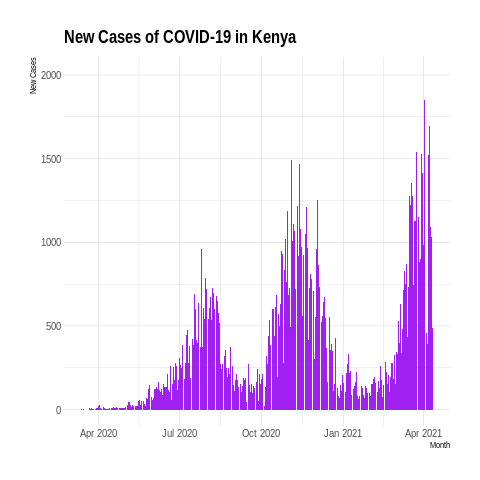 New Cases of COVID-19 in Kenya
New Cases
2000
1500
1000
500
0
Apr 2020 Jul 2020 Oct 2020 Jan 2021 Apr 2021
Month